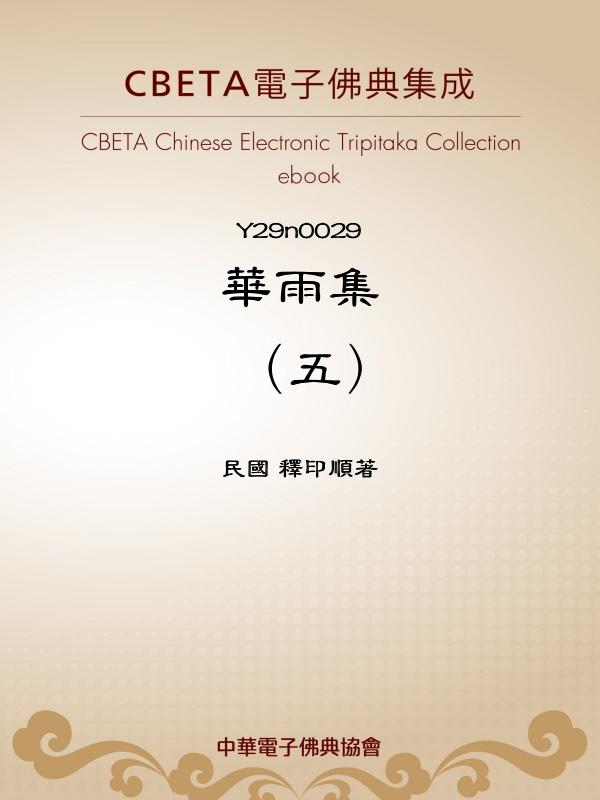 CBETA電子佛典集成
CBETA Chinese Electronic Tripitaka Collection
ebook
Y29n0029
華雨集
（五）
民國 釋印順著
中華電子佛典協會